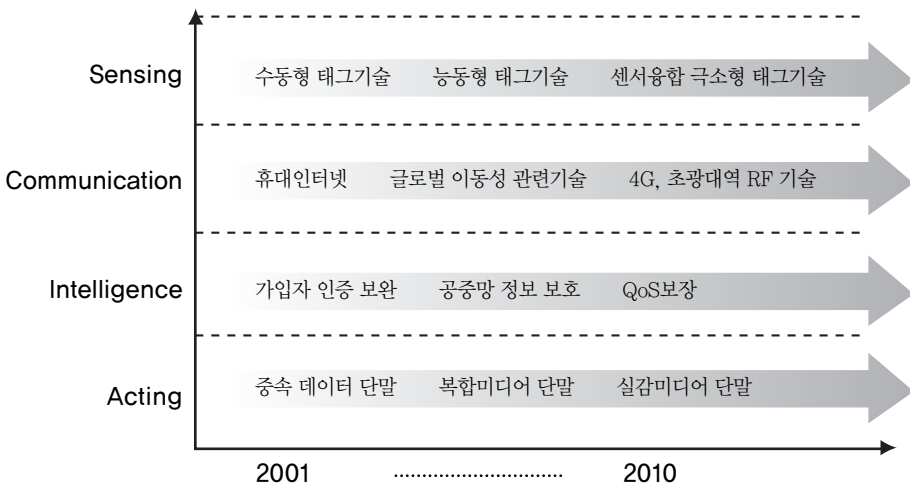 Sensing 수동형 태그기술 능동형 태그기술 센서융합 극소형 태그기술
Communication 휴대인터넷 글로벌 이동성 관련기술 4G, 초광대역 RF 기술
Intelligence 가입자 인증 보완 공중망 정보 보호 QoS보장
Acting 중속 데이터 단말 복합미디어 단말 실감미디어 단말
2001 ............................ 2010